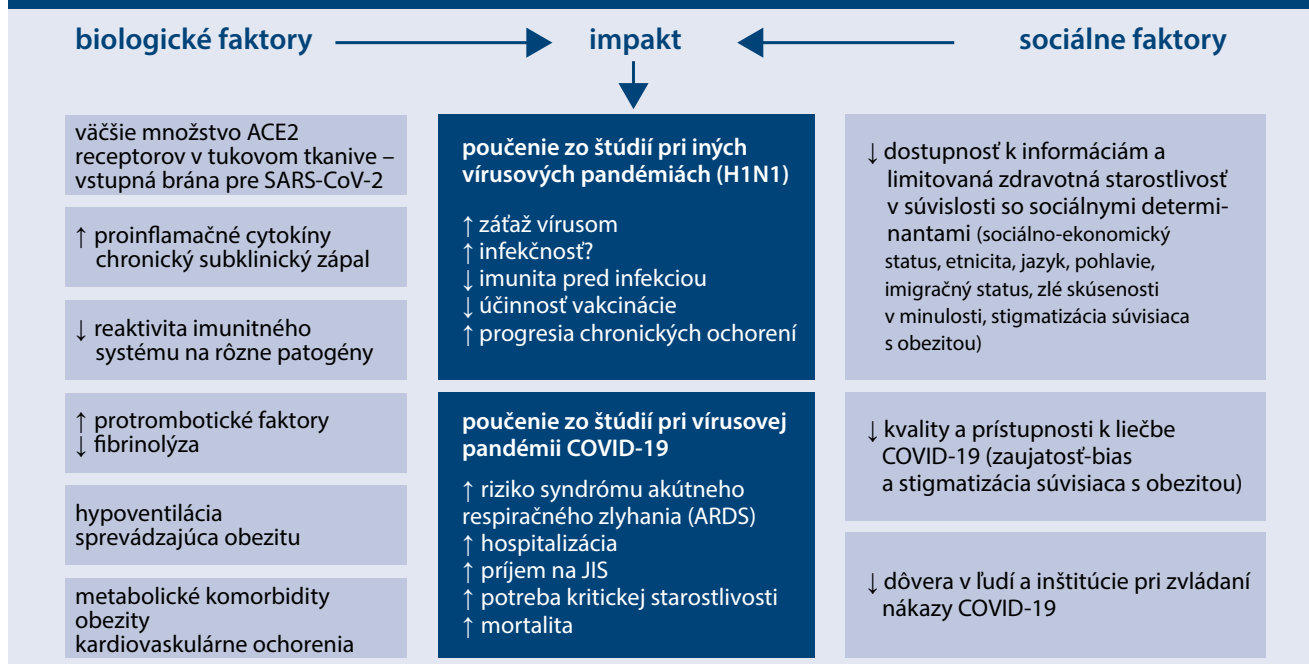 biologické faktory
impakt
sociálne faktory
väčšie množstvo ACE2
receptorov v tukovom tkanive –
vstupná brána pre SARS-CoV-2
↑ proinflamačné cytokíny
chronický subklinický zápal
↓ reaktivita imunitného
systému na rôzne patogény
↑ protrombotické faktory
↓ fibrinolýza
hypoventilácia
sprevádzajúca obezitu
metabolické komorbidity
obezity
kardiovaskulárne ochorenia
poučenie zo štúdií pri iných
vírusových pandémiách (H1N1)
↑ záťaž vírusom
↑ infekčnosť?
↓ imunita pred infekciou
↓ účinnosť vakcinácie
↑ progresia chronických ochorení
poučenie zo štúdií pri vírusovej
pandémii COVID-19
↑ riziko syndrómu akútneho
respiračného zlyhania (ARDS)
↑ hospitalizácia
↑ príjem na JIS
↑ potreba kritickej starostlivosti
↑ mortalita
↓ dostupnosť k informáciám a
limitovaná zdravotná starostlivosť
v súvislosti so sociálnymi determi-
nantami (sociálno-ekonomický
status, etnicita, jazyk, pohlavie,
imigračný status, zlé skúsenosti
v minulosti, stigmatizácia súvisiaca
s obezitou)
↓ kvality a prístupnosti k liečbe
COVID-19 (zaujatosť-bias
a stigmatizácia súvisiaca s obezitou)
↓ dôvera v ľudí a inštitúcie pri zvládaní
nákazy COVID-19